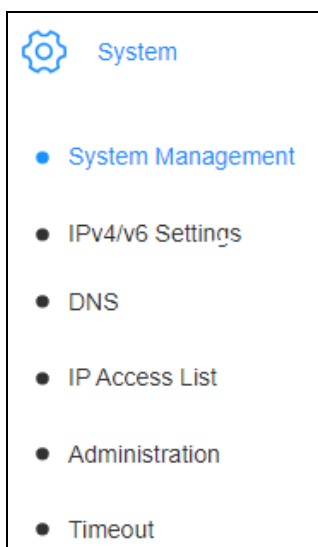 System
System Management
IPv4/v6 Settings
DNS
IP Access List
Administration
Timeout